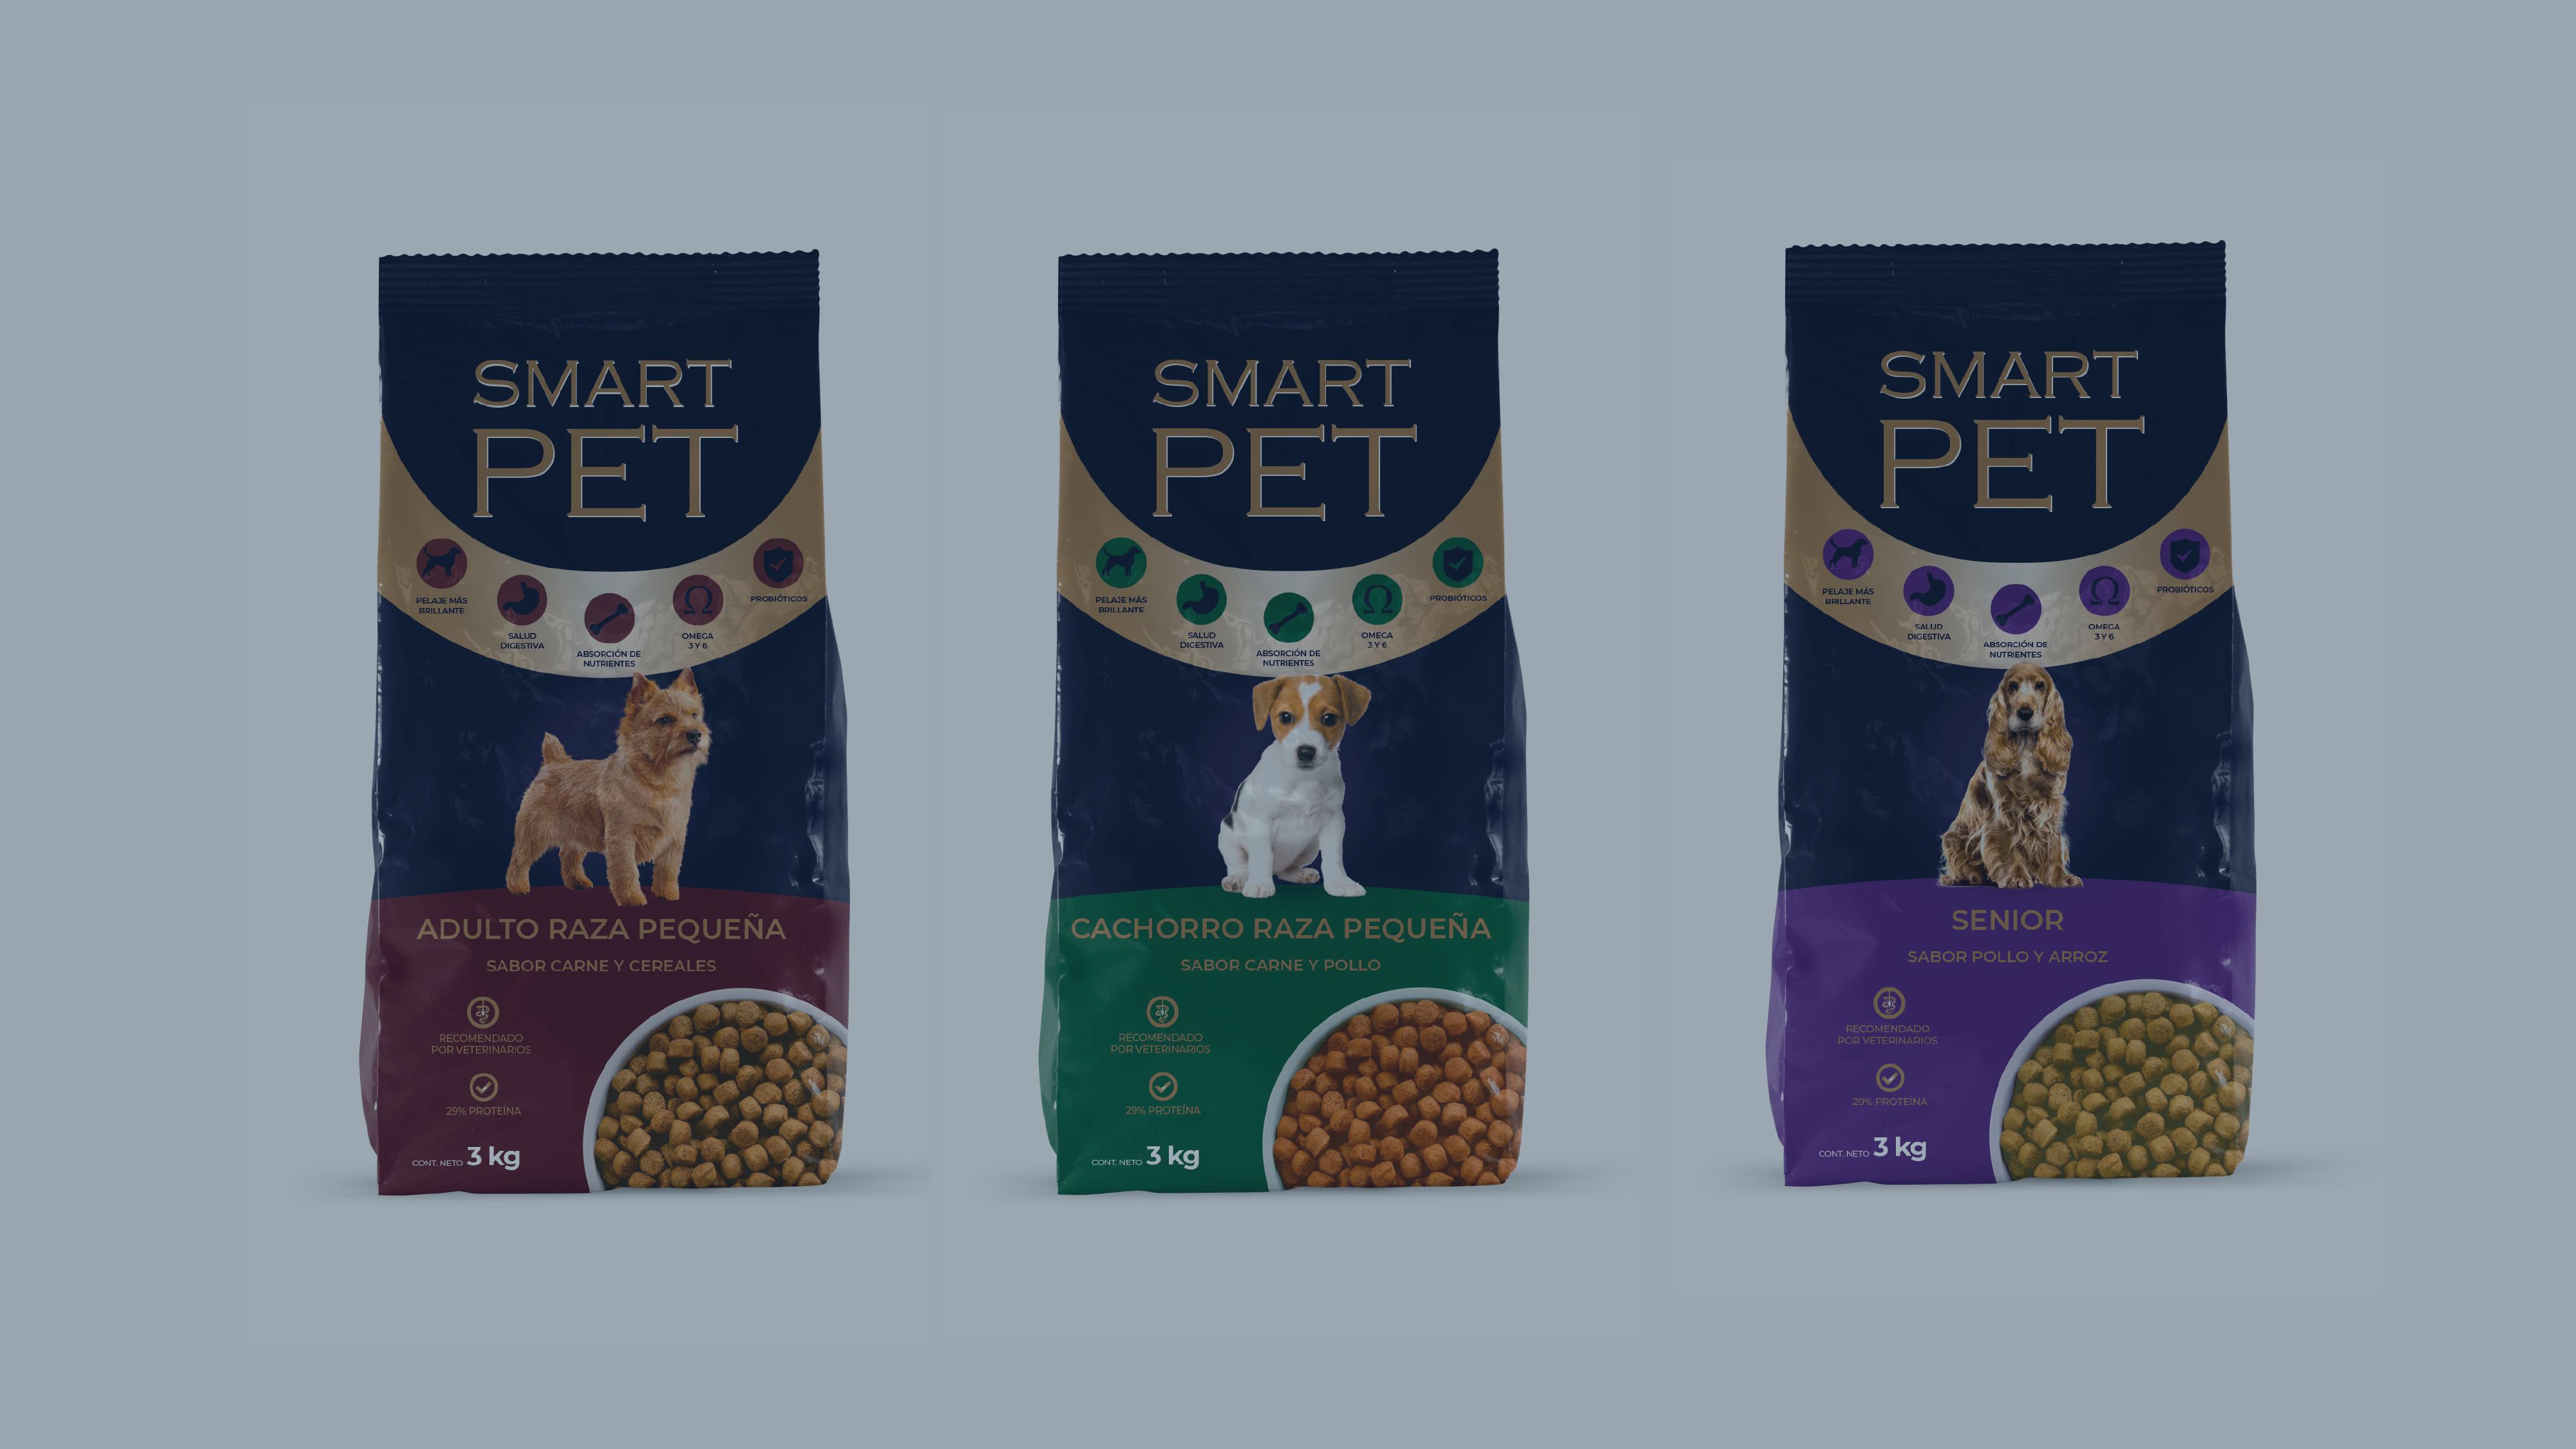 SMART
PET
PELAJE MÁS
BRILLANTE
SALUD
DIGESTIVA
ABSORCIÓN DE
NUTRIENTES
OMEGA
3 Y 6
PROBIÓTICOS
ADULTO RAZA PEQUEÑA
SABOR CARNE Y CEREALES
RECOMENDADO
POR VETERINARIOS
29% PROTEÍNA
CONT. NETO 3 kg
SMART
PET
PELAJE MÁS
BRILLANTE
SALUD
DIGESTIVA
ABSORCIÓN DE
NUTRIENTES
OMEGA
3 Y 6
PROBIÓTICOS
CACHORRO RAZA PEQUEÑA
SABOR CARNE Y POLLO
RECOMENDADO
POR VETERINARIOS
29% PROTEÍNA
CONT. NETO 3 kg
SMART
PET
PELAJE MÁS
BRILLANTE
SALUD
DIGESTIVA
ABSORCIÓN DE
NUTRIENTES
OMEGA
3 Y 6
PROBIÓTICOS
SENIOR
SABOR POLLO Y ARROZ
RECOMENDADO
POR VETERINARIOS
29% PROTEÍNA
CONT. NETO 3 kg